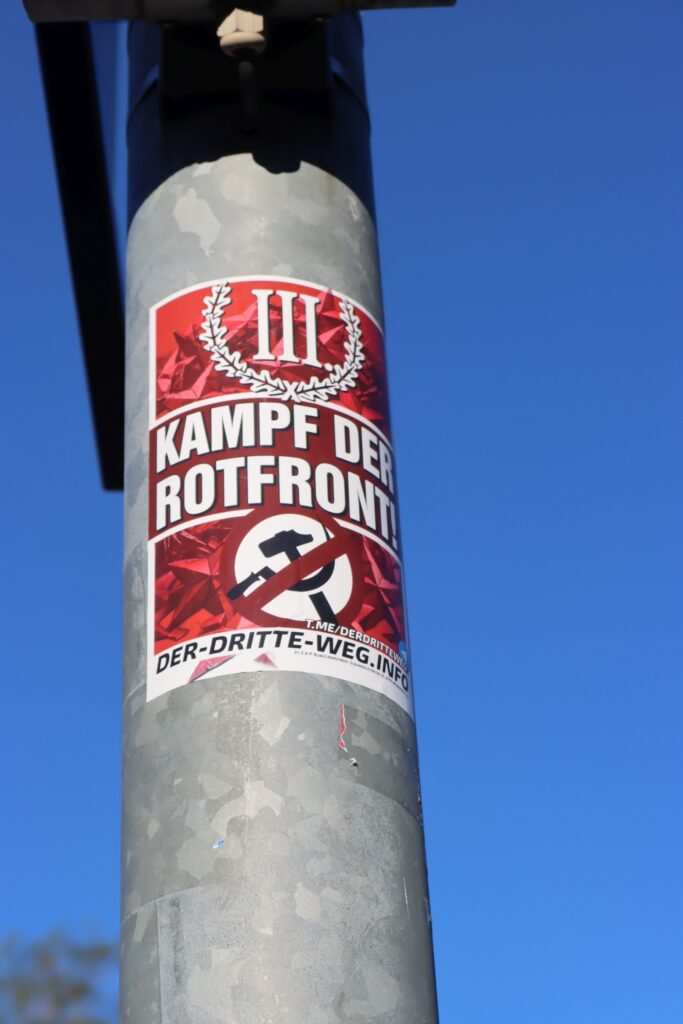 III.
KAMPF DER
ROTFRONT!
T.ME/DERDRITTEWEG
DER-DRITTE-WEG.INFO